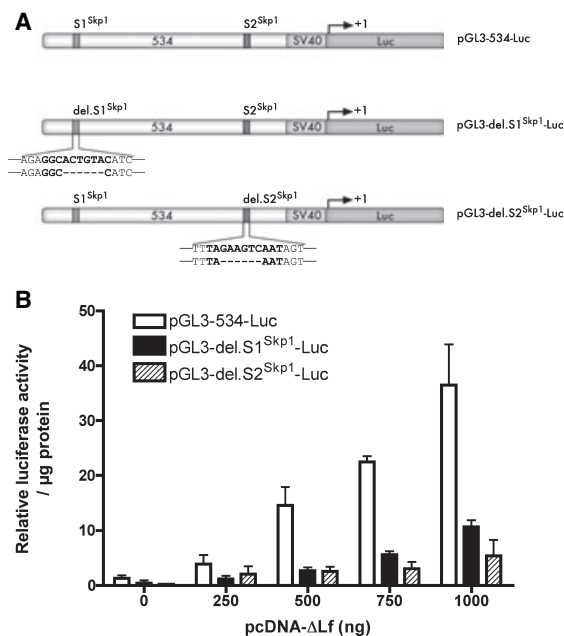 A
S1Skp1 S2Skp1 +1
534 SV40 Luc pGL3-534-Luc
del.S1Skp1 S2Skp1 +1
534 SV40 Luc pGL3-del.S1Skp1-Luc
AGAGGCACTGTACATC
AGAGGC------CATC
S1Skp1 del.S2Skp1 +1
534 SV40 Luc pGL3-del.S2Skp1-Luc
TTTAGAAGTCAATAGT
TTTA------AATAGT
B
Relative luciferase activity
/ µg protein
50
40
30
20
10
0
pGL3-534-Luc
pGL3-del.S1Skp1-Luc
pGL3-del.S2Skp1-Luc
0 250 500 750 1000
pcDNA-ΔLf (ng)